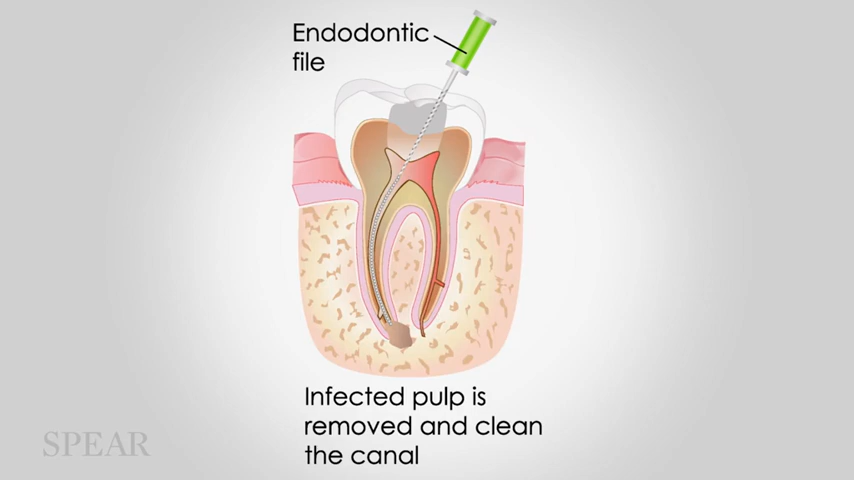 Endodontic
file
Infected pulp is
removed and clean
the canal
SPEAR